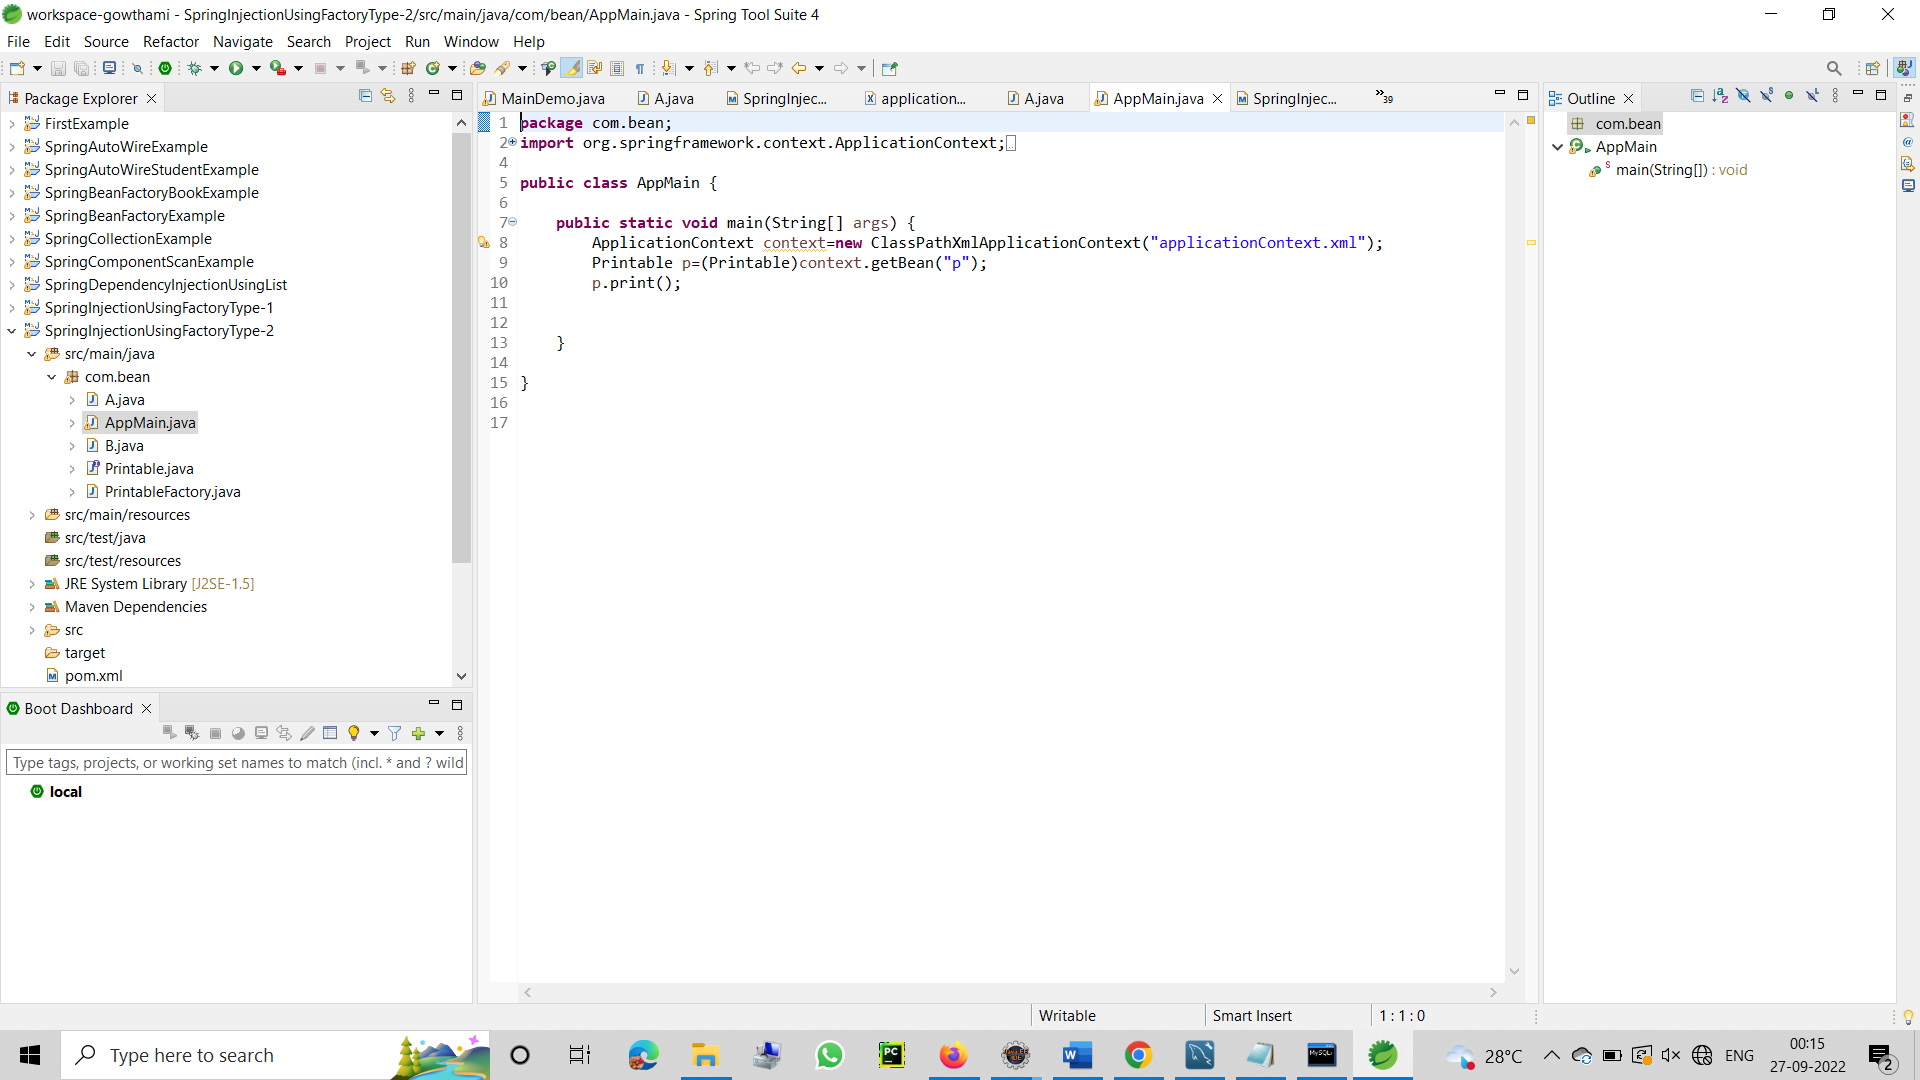 workspace-gowthami - SpringInjectionUsingFactoryType-2/src/main/java/com/bean/AppMain.java - Spring Tool Suite 4
File Edit Source Refactor Navigate Search Project Run Window Help
Package Explorer
FirstExample
SpringAutoWireExample
SpringAutoWireStudentExample
SpringBeanFactoryBookExample
SpringBeanFactoryExample
SpringCollectionExample
SpringComponentScanExample
SpringDependencyInjectionUsingList
SpringInjectionUsingFactoryType-1
SpringInjectionUsingFactoryType-2
src/main/java
com.bean
A.java
AppMain.java
B.java
Printable.java
PrintableFactory.java
src/main/resources
src/test/java
src/test/resources
JRE System Library [J2SE-1.5]
Maven Dependencies
src
target
pom.xml
Boot Dashboard
Type tags, projects, or working set names to match (incl. * and ? wild
local
MainDemo.java A.java SpringInjec... application... A.java AppMain.java SpringInjec... »39
1 package com.bean;
2 import org.springframework.context.ApplicationContext;
4
5 public class AppMain {
6
7 public static void main(String[] args) {
8 ApplicationContext context=new ClassPathXmlApplicationContext("applicationContext.xml");
9 Printable p=(Printable)context.getBean("p");
10 p.print();
11
12
13 }
14
15 }
16
17
Outline
com.bean
AppMain
main(String[]) : void
Writable Smart Insert 1 : 1 : 0
Type here to search
28°C ENG
00:15
27-09-2022
2